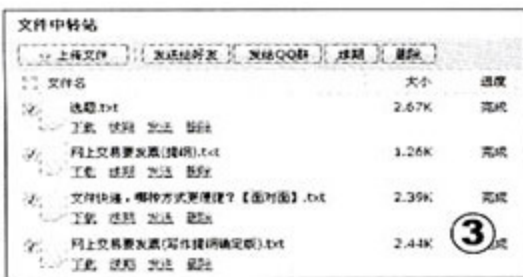 文件中转站
上传文件 发送给好友 发给QQ群 续期 删除
文件名 大小 进度
选题.txt 2.67K 完成
下载 续期 发送 删除
网上交易要发票(提纲).txt 1.26K 完成
下载 续期 发送 删除
文件快递，哪种方式更便捷？【面对面】.txt 2.39K 完成
下载 续期 发送 删除
网上交易要发票(写作提纲确定版).txt 2.44K 完成
下载 续期 发送 删除
③